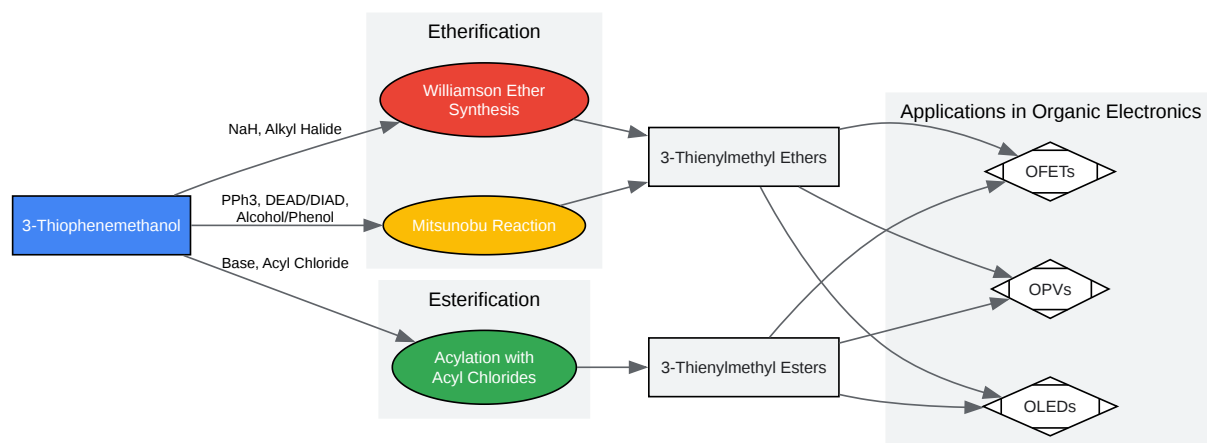 Etherification
Williamson Ether
Synthesis
NaH, Alkyl Halide
PPh3, DEAD/DIAD,
Alcohol/Phenol
3-Thiophenemethanol
Mitsunobu Reaction
Base, Acyl Chloride
Esterification
Acylation with
Acyl Chlorides
3-Thienylmethyl Ethers
3-Thienylmethyl Esters
Applications in Organic Electronics
OFETs
OPVs
OLEDs